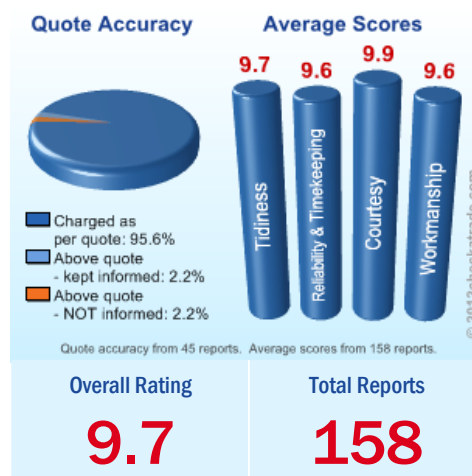 Quote Accuracy
Average Scores
9.7
9.6
9.9
9.6
Tidiness
Reliability & Timekeeping
Courtesy
Workmanship
Charged as
per quote: 95.6%
Above quote
- kept informed: 2.2%
Above quote
- NOT informed: 2.2%
© 2013checkatrade.com
Quote accuracy from 45 reports. Average scores from 158 reports.
Overall Rating
Total Reports
9.7
158